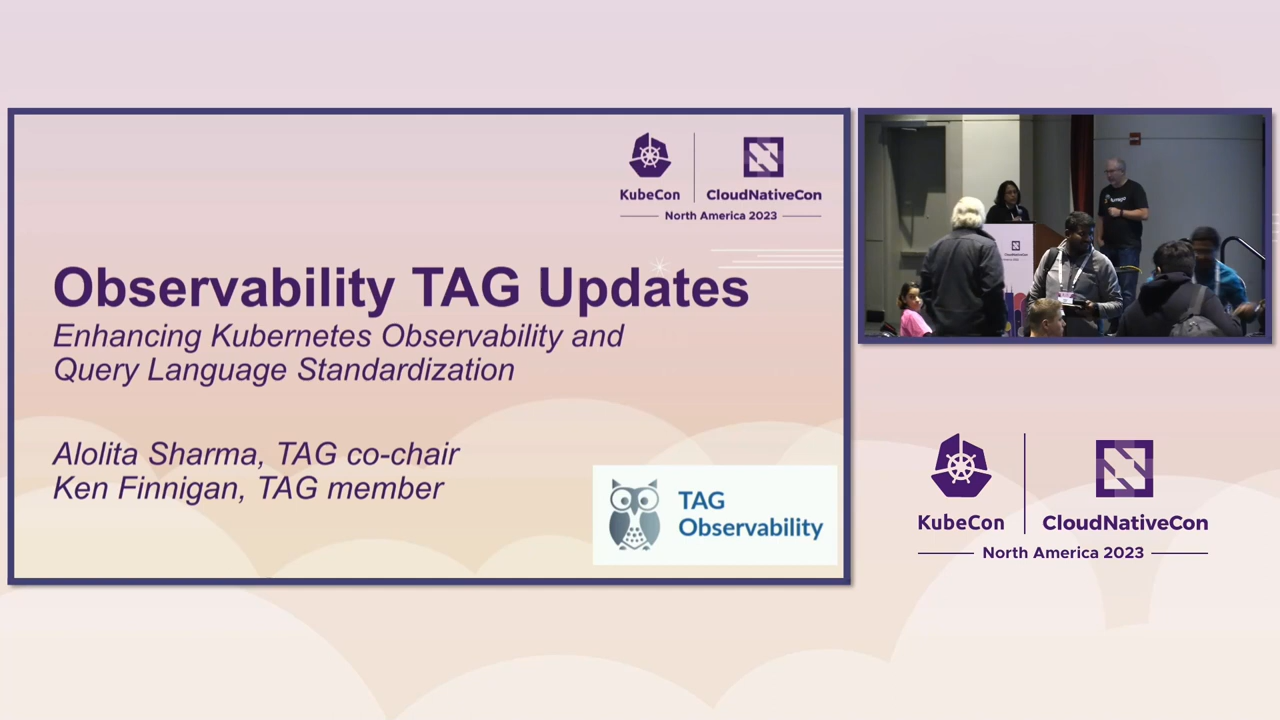 KubeCon
CloudNativeCon
North America 2023
Observability TAG Updates
Enhancing Kubernetes Observability and
Query Language Standardization
Alolita Sharma, TAG co-chair
Ken Finnigan, TAG member
TAG
Observability
KubeCon
CloudNativeCon
North America 2023